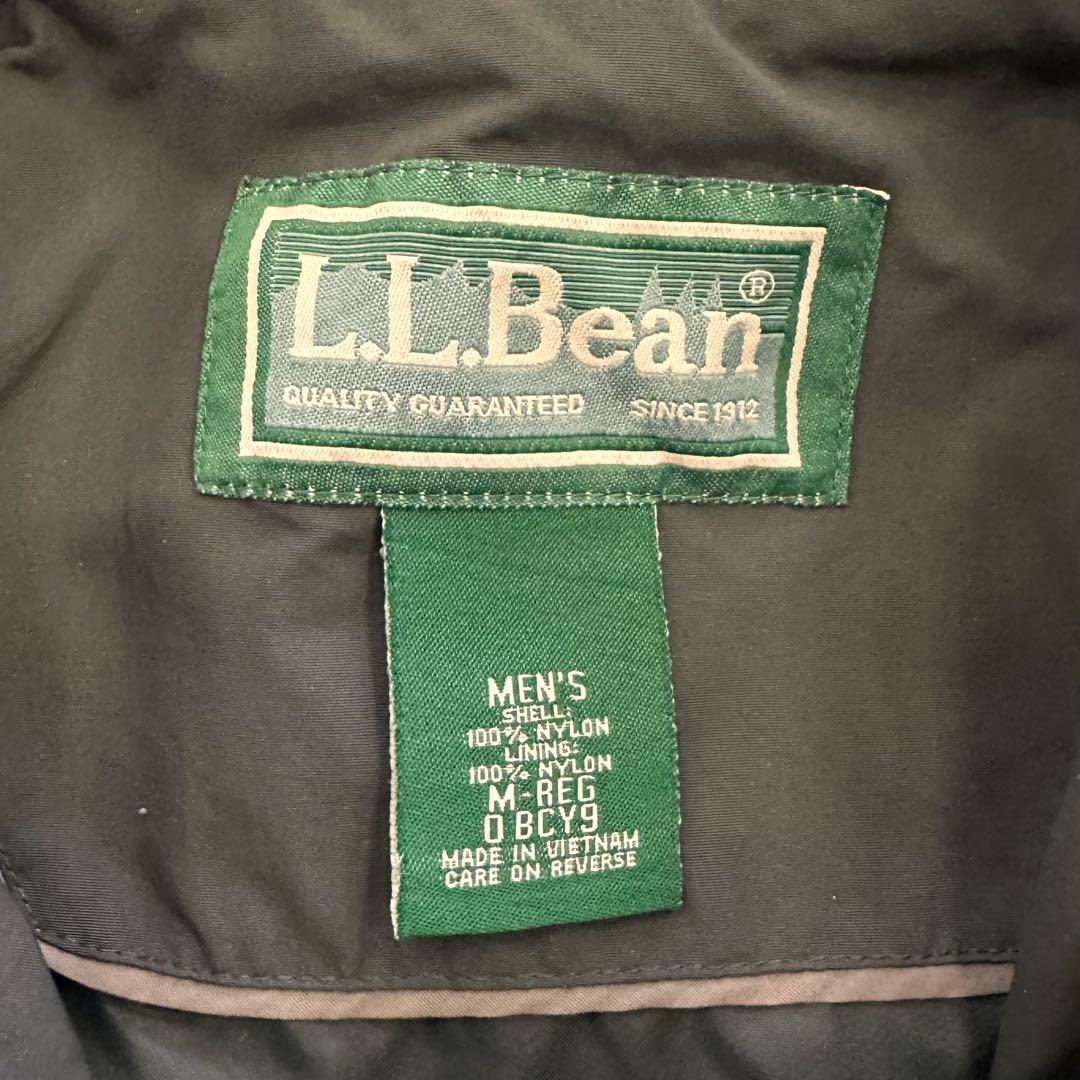 L.L.Bean®
QUALITY GUARANTEED SINCE 1912
MEN'S
SHELL:
100% NYLON
LINING:
100% NYLON
M-REG
0 BCY9
MADE IN VIETNAM
CARE ON REVERSE